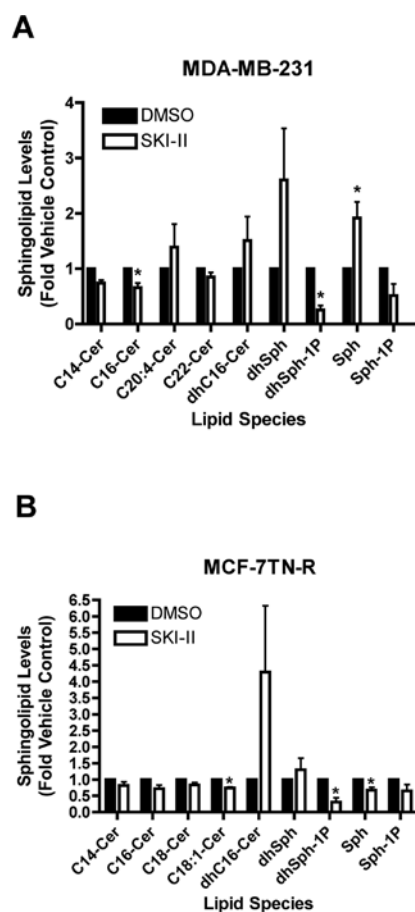 A
MDA-MB-231
DMSO
SKI-II
Sphingolipid Levels
(Fold Vehicle Control)
4
3
2
1
0
*
*
*
C14-Cer
C16-Cer
C20:4-Cer
C22-Cer
dhC16-Cer
dhSph
dhSph-1P
Sph
Sph-1P
Lipid Species
B
MCF-7TN-R
DMSO
SKI-II
Sphingolipid Levels
(Fold Vehicle Control)
6.5
6.0
5.5
5.0
4.5
4.0
3.5
3.0
2.5
2.0
1.5
1.0
0.5
0.0
*
*
*
C14-Cer
C16-Cer
C18-Cer
C18:1-Cer
dhC16-Cer
dhSph
dhSph-1P
Sph
Sph-1P
Lipid Species